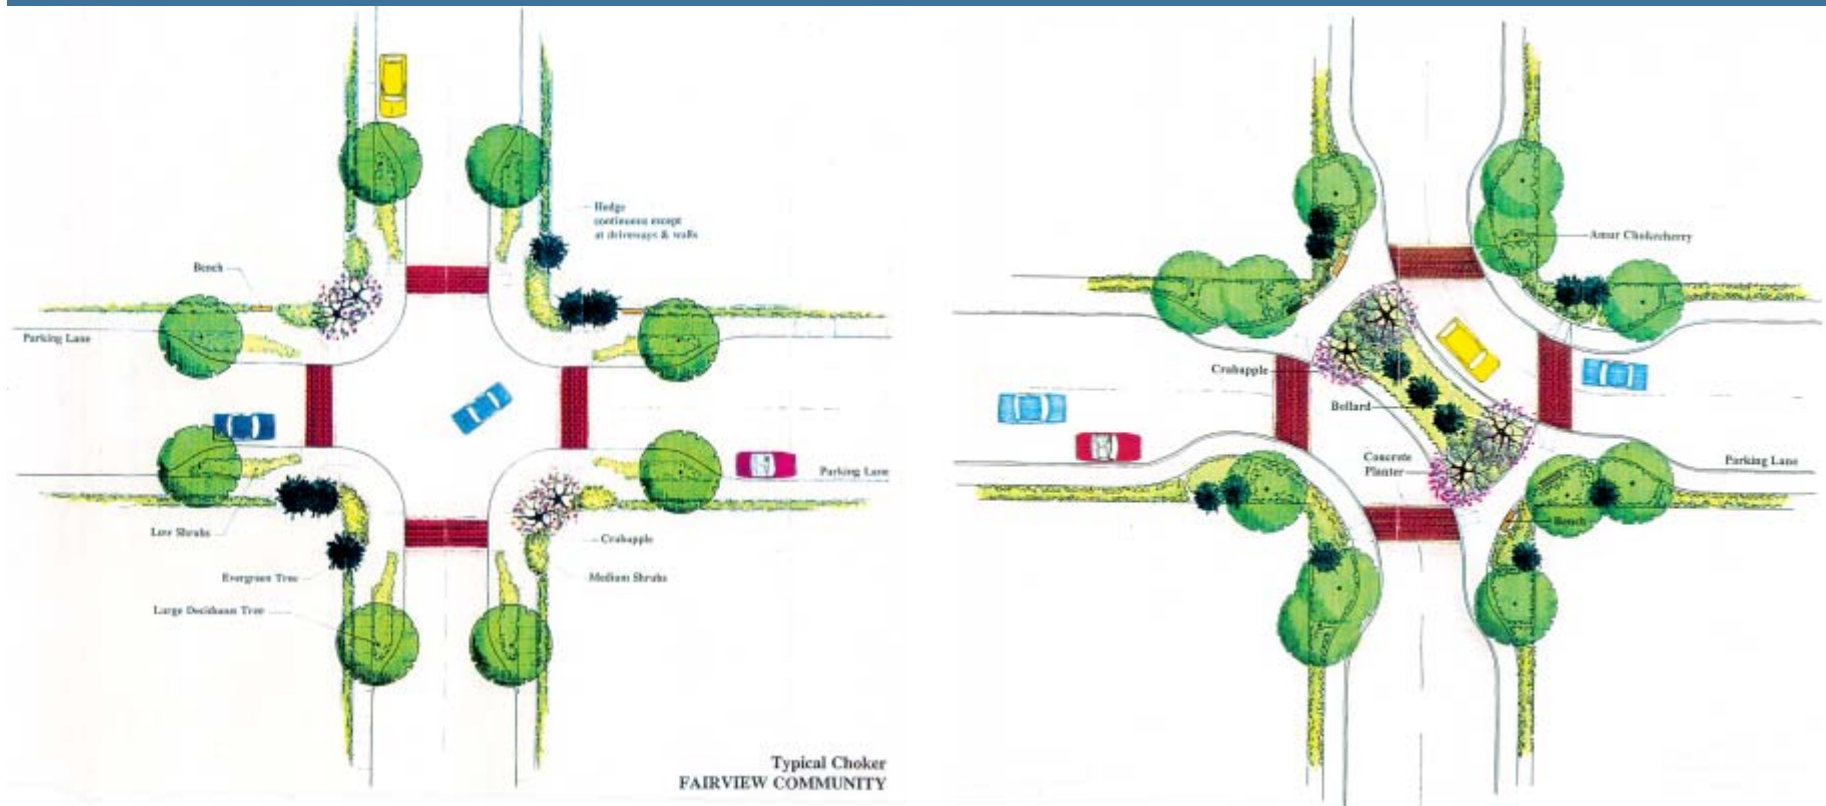 Hedge
continuous except
at driveways & walls
Bench
Parking Lane
Parking Lane
Low Shrubs
Crabapple
Evergreen Tree
Medium Shrubs
Large Deciduous Tree
Typical Choker
FAIRVIEW COMMUNITY
Amur Chokecherry
Crabapple
Bollard
Concrete
Planter
Parking Lane
Bench